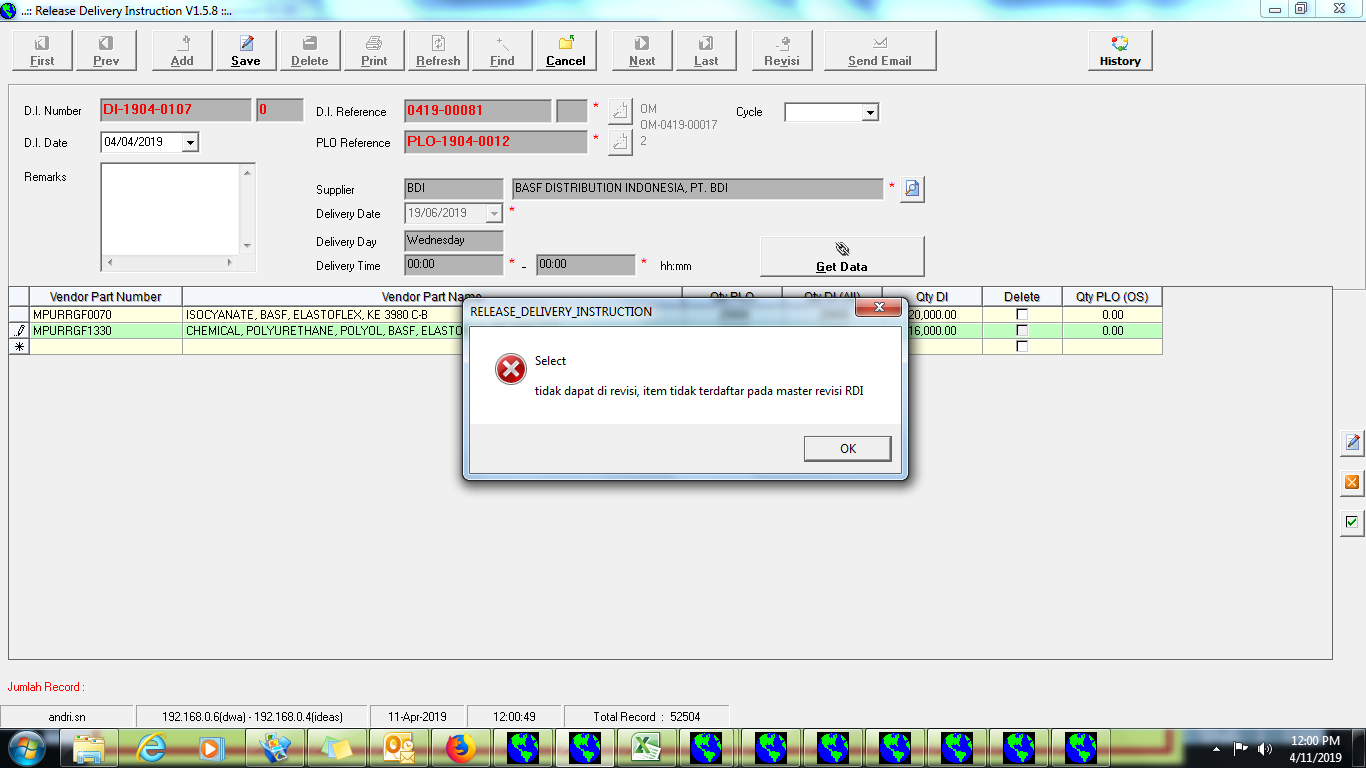 ..:: Release Delivery Instruction V1.5.8 ::..
First Prev Add Save Delete Print Refresh Find Cancel Next Last Revisi Send Email History
D.I. Number DI-1904-0107 0 D.I. Reference 0419-00081 * OM Cycle
OM-0419-00017
D.I. Date 04/04/2019 PLO Reference PLO-1904-0012 * 2
Remarks
Supplier BDI BASF DISTRIBUTION INDONESIA, PT. BDI *
Delivery Date 19/06/2019 *
Delivery Day Wednesday
Delivery Time 00:00 * - 00:00 * hh:mm
Get Data
Vendor Part Number Vendor Part Name Qty PLO Qty DI (All) Qty DI Delete Qty PLO (OS)
MPURRGF0070 ISOCYANATE, BASF, ELASTOFLEX, KE 3980 C-B 20,000.00 0.00
MPURRGF1330 CHEMICAL, POLYURETHANE, POLYOL, BASF, 16,000.00 0.00
RELEASE_DELIVERY_INSTRUCTION
Select
tidak dapat di revisi, item tidak terdaftar pada master revisi RDI
OK
Jumlah Record :
andri.sn 192.168.0.6(dwa) - 192.168.0.4(ideas) 11-Apr-2019 12:00:49 Total Record : 52504
12:00 PM
4/11/2019